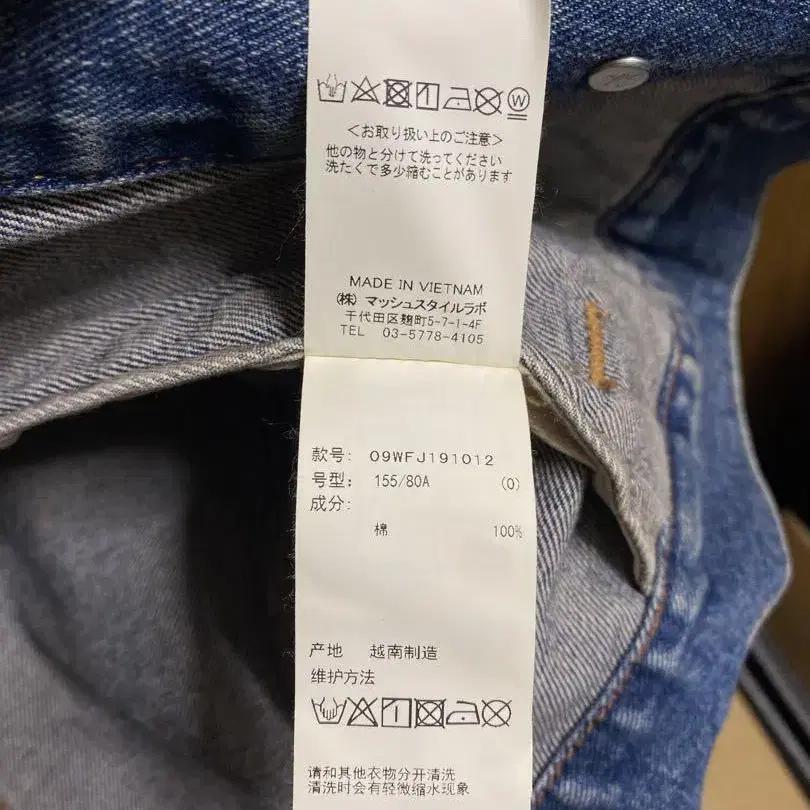 W
<お取り扱い上のご注意>
他の物と分けて洗ってください
洗たくで多少縮むことがあります
MADE IN VIETNAM
(株) マッシュスタイルラボ
千代田区麹町5-7-1-4F
TEL 03-5778-4105
款号: 09WFJ191012
号型: 155/80A (0)
成分:
棉 100%
产地 越南制造
维护方法
请和其他衣物分开清洗
清洗时会有轻微缩水现象